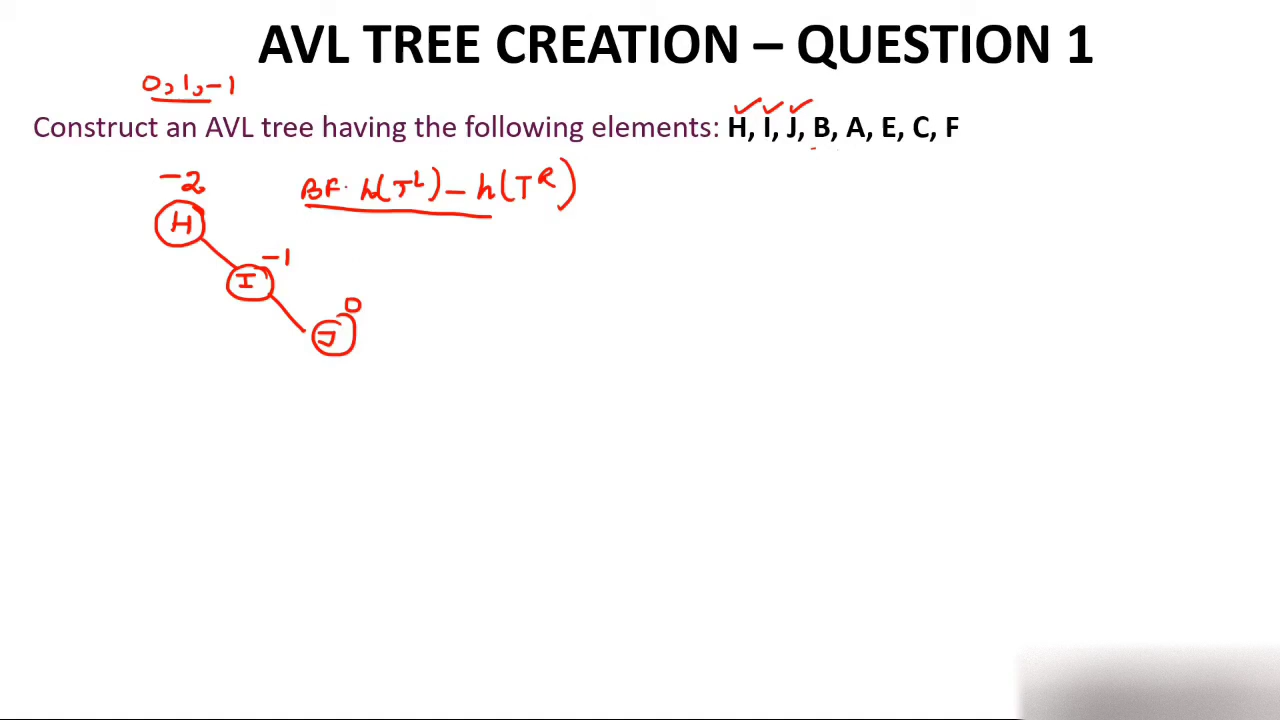 AVL TREE CREATION – QUESTION 1
0, 1, -1
Construct an AVL tree having the following elements: H, I, J, B, A, E, C, F
-2
BF. h(T^L) - h(T^R)
H
-1
I
0
J